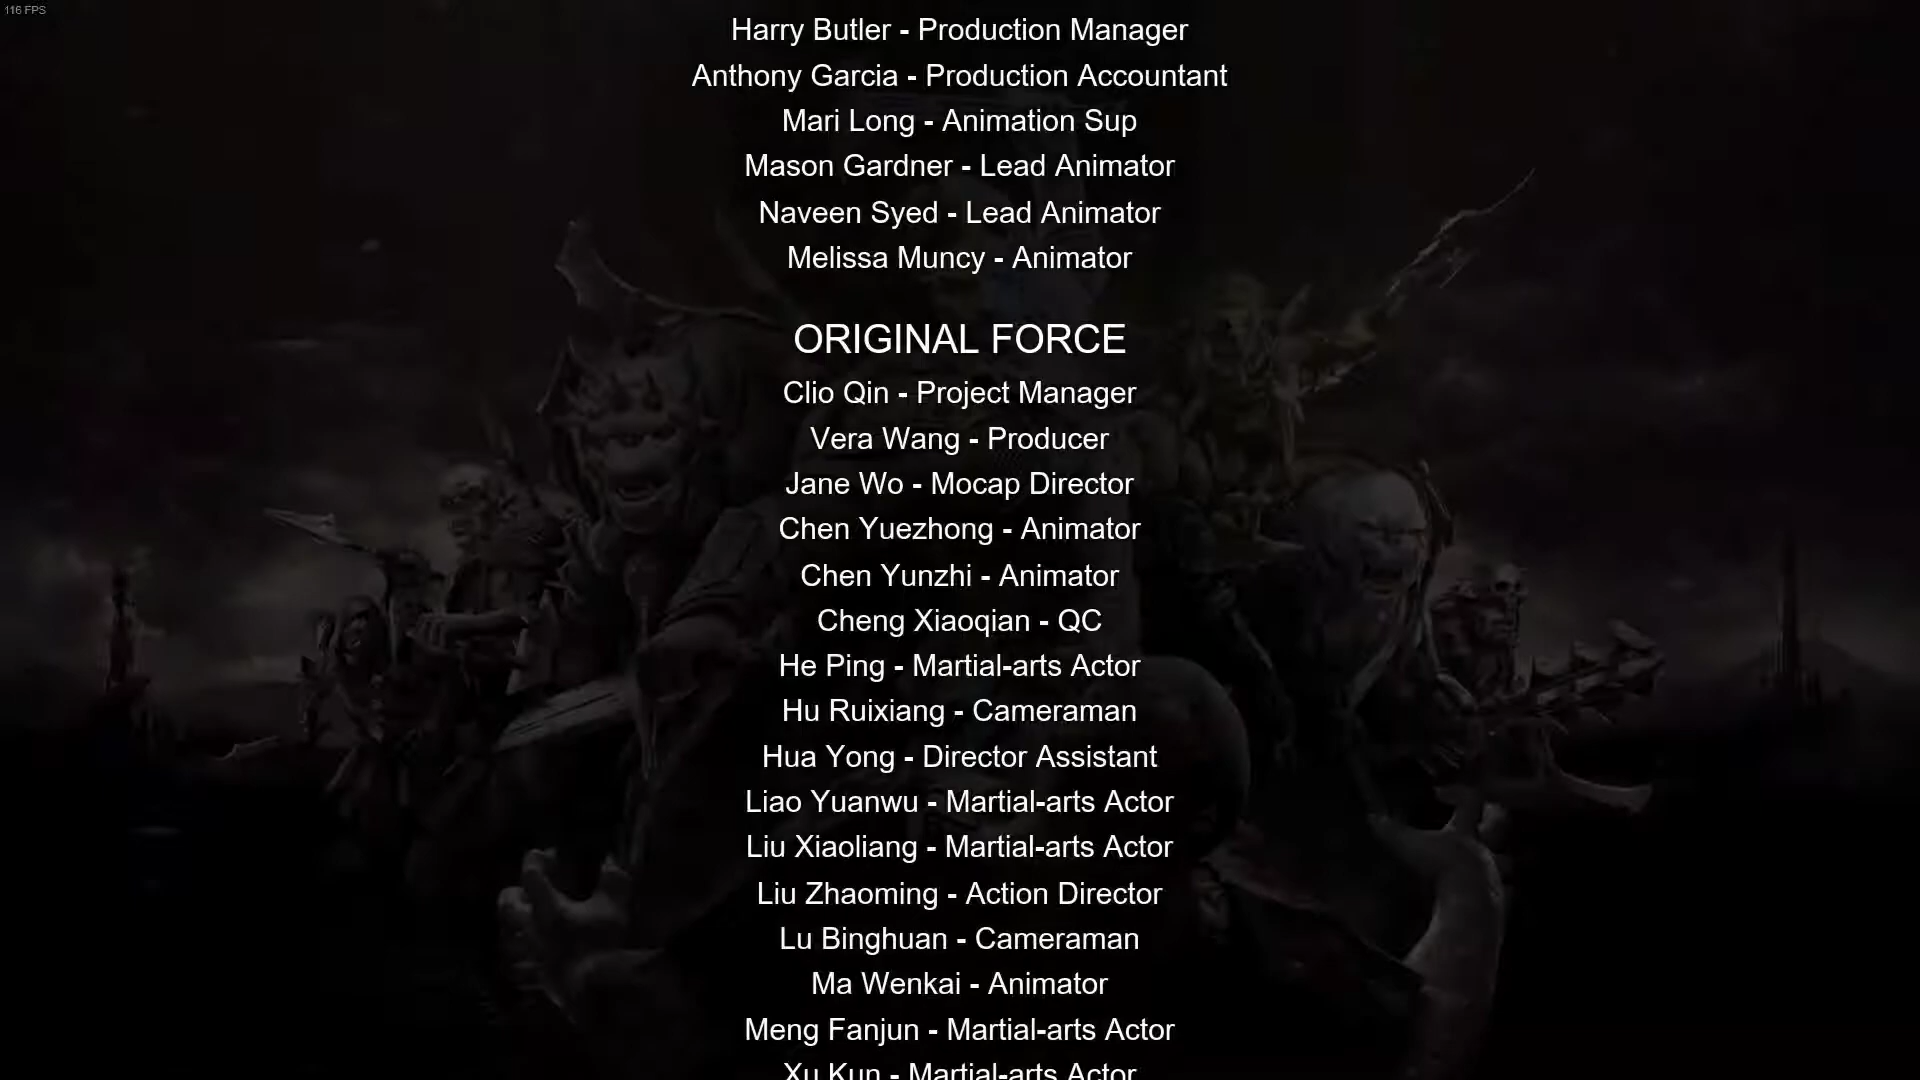 116 FPS
Harry Butler - Production Manager
Anthony Garcia - Production Accountant
Mari Long - Animation Sup
Mason Gardner - Lead Animator
Naveen Syed - Lead Animator
Melissa Muncy - Animator
ORIGINAL FORCE
Clio Qin - Project Manager
Vera Wang - Producer
Jane Wo - Mocap Director
Chen Yuezhong - Animator
Chen Yunzhi - Animator
Cheng Xiaoqian - QC
He Ping - Martial-arts Actor
Hu Ruixiang - Cameraman
Hua Yong - Director Assistant
Liao Yuanwu - Martial-arts Actor
Liu Xiaoliang - Martial-arts Actor
Liu Zhaoming - Action Director
Lu Binghuan - Cameraman
Ma Wenkai - Animator
Meng Fanjun - Martial-arts Actor
Xu Kun - Martial-arts Actor